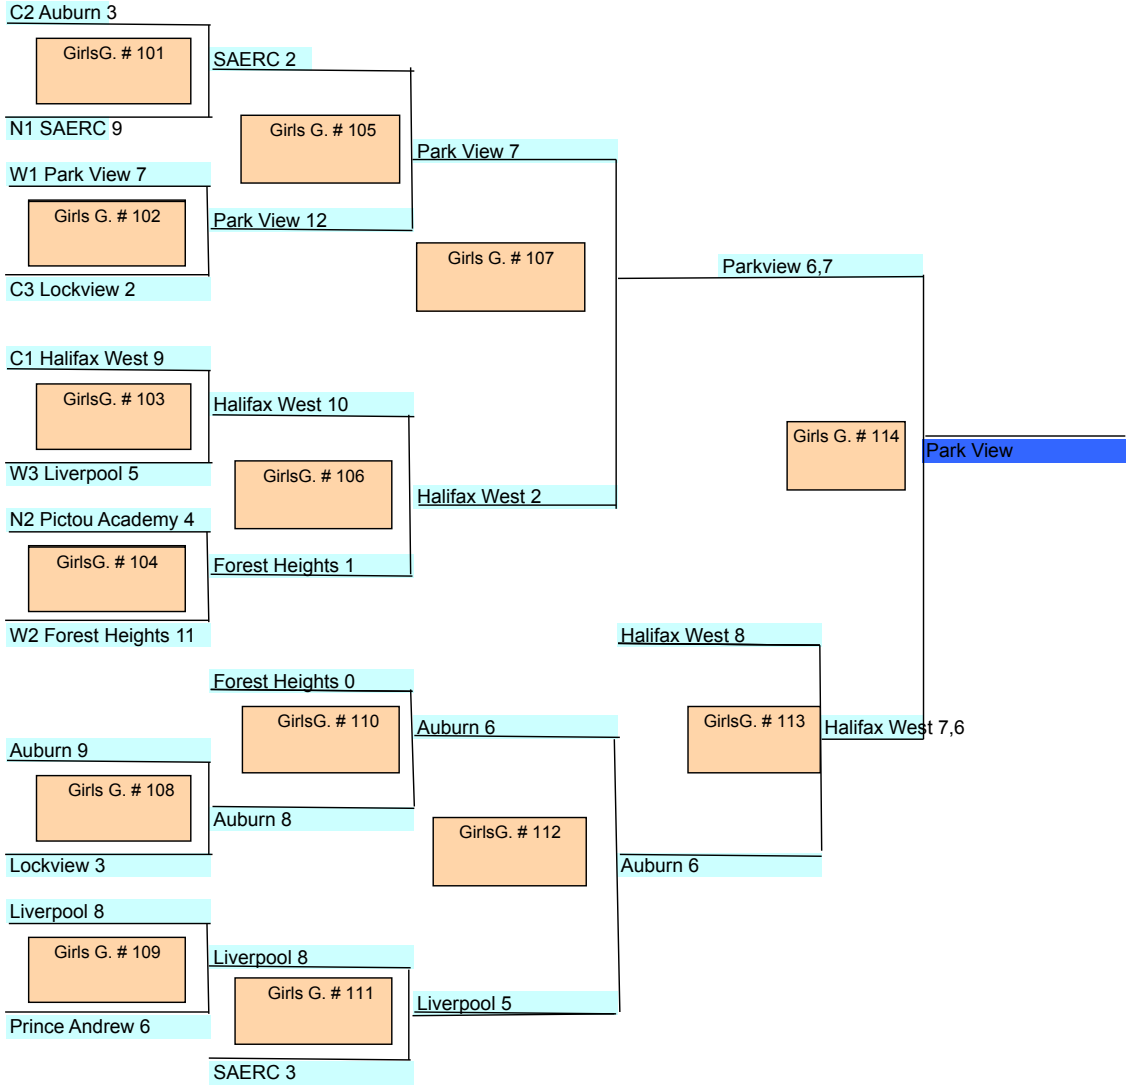 C2 Auburn 3
GirlsG. # 101
SAERC 2
N1 SAERC 9
Girls G. # 105
Park View 7
W1 Park View 7
Girls G. # 102
Park View 12
C3 Lockview 2
Girls G. # 107
Parkview 6,7
C1 Halifax West 9
GirlsG. # 103
Halifax West 10
W3 Liverpool 5
GirlsG. # 106
Halifax West 2
N2 Pictou Academy 4
GirlsG. # 104
Forest Heights 1
W2 Forest Heights 11
Girls G. # 114
Park View
Halifax West 8
Forest Heights 0
GirlsG. # 110
Auburn 6
GirlsG. # 113
Halifax West 7,6
Auburn 9
Girls G. # 108
Auburn 8
Lockview 3
GirlsG. # 112
Auburn 6
Liverpool 8
Girls G. # 109
Liverpool 8
Prince Andrew 6
Girls G. # 111
Liverpool 5
SAERC 3